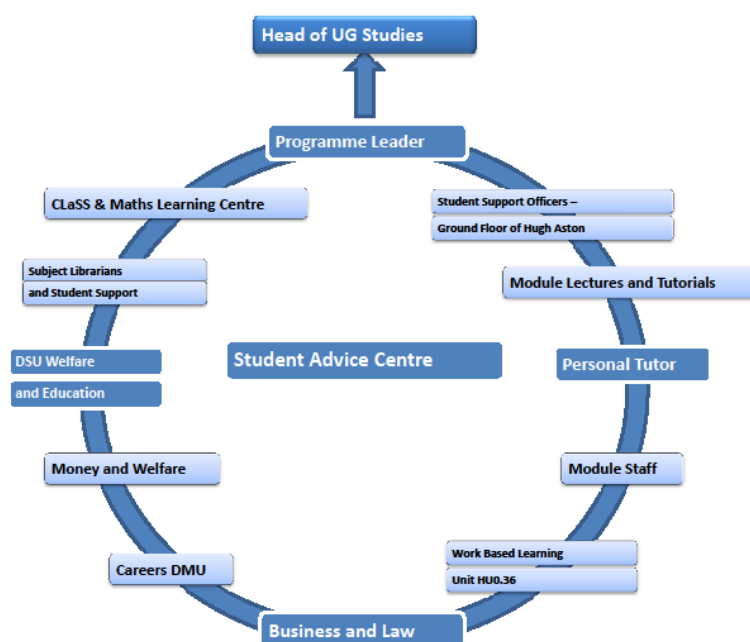 Head of UG Studies
Programme Leader
CLaSS & Maths Learning Centre
Student Support Officers –
Ground Floor of Hugh Aston
Subject Librarians
and Student Support
Module Lectures and Tutorials
DSU Welfare
and Education
Student Advice Centre
Personal Tutor
Money and Welfare
Module Staff
Careers DMU
Work Based Learning
Unit HU0.36
Business and Law